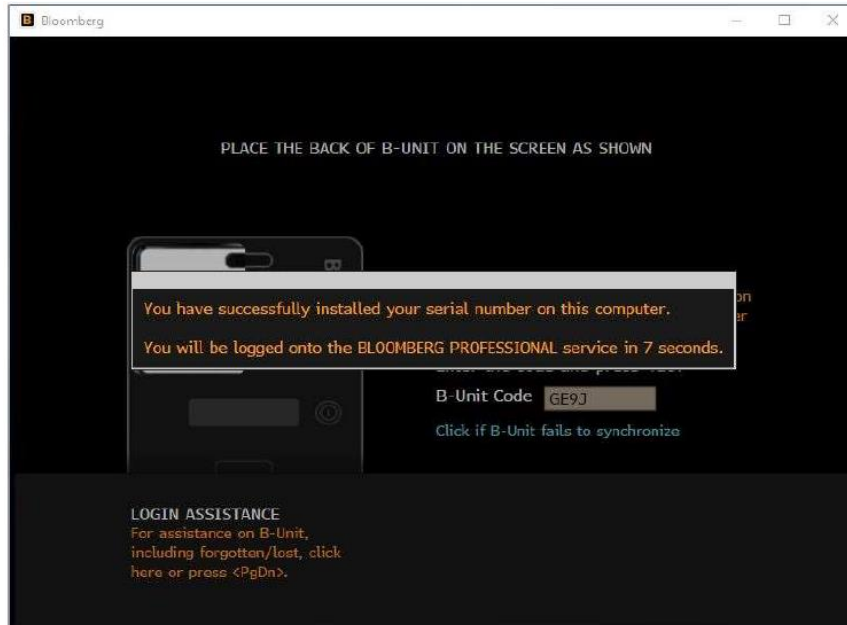 Bloomberg
PLACE THE BACK OF B-UNIT ON THE SCREEN AS SHOWN
B
You have successfully installed your serial number on this computer.
You will be logged onto the BLOOMBERG PROFESSIONAL service in 7 seconds.
B-Unit Code GE9J
Click if B-Unit fails to synchronize
LOGIN ASSISTANCE
For assistance on B-Unit,
including forgotten/lost, click
here or press <PgDn>.